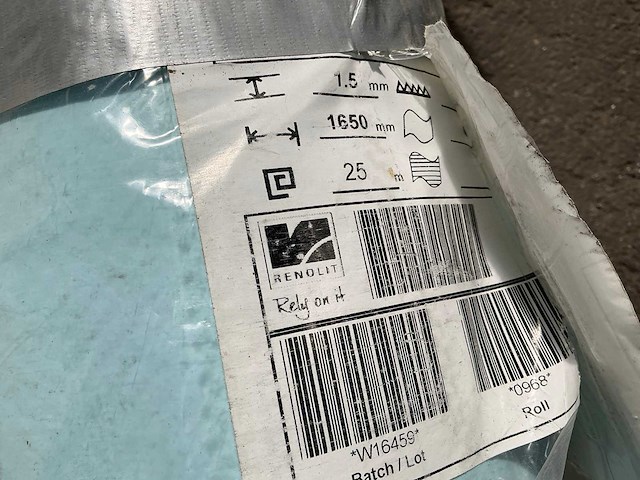 1.5 mm
1650 mm
25 m
RENOLIT
Rely on it
*W16459*
Batch / Lot
*0968*
Roll